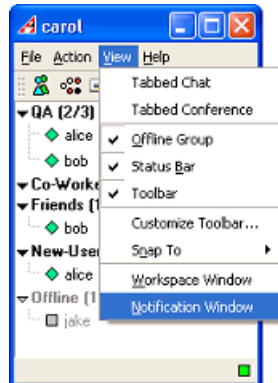 carol
File Action View Help
QA (2/3)
alice
bob
Co-Worke
Friends (1
bob
New-User
alice
Offline (1
jake
Tabbed Chat
Tabbed Conference
Offline Group
Status Bar
Toolbar
Customize Toolbar...
Snap To
Workspace Window
Notification Window